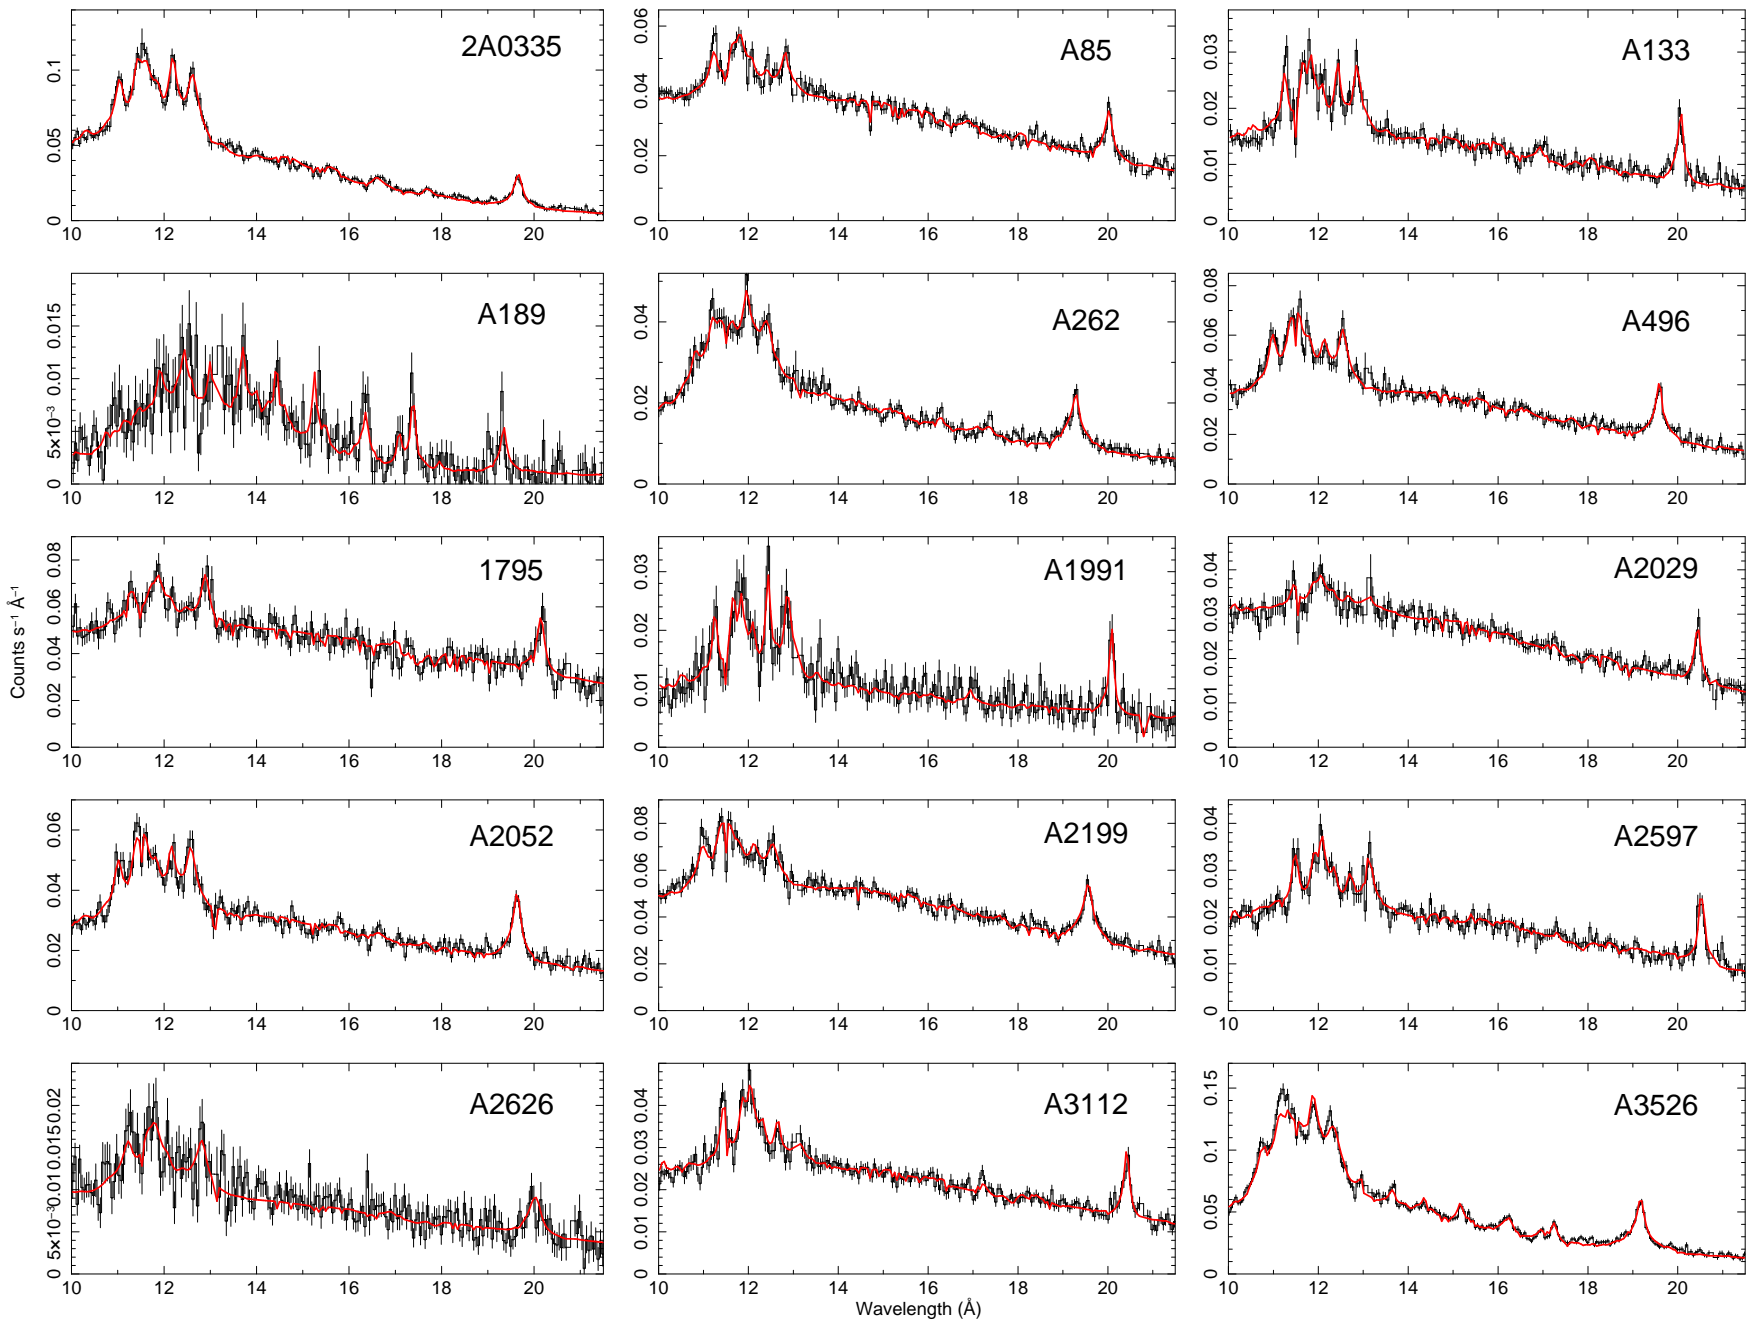 2A0335
0 0.05 0.1
10 12 14 16 18 20
A85
0 0.02 0.04 0.06
10 12 14 16 18 20
A133
0 0.01 0.02 0.03
10 12 14 16 18 20
A189
0 5×10⁻³ 0.01 0.015
10 12 14 16 18 20
A262
0 0.02 0.04
10 12 14 16 18 20
A496
0 0.02 0.04 0.06 0.08
10 12 14 16 18 20
Counts s⁻¹ Å⁻¹
1795
0 0.02 0.04 0.06 0.08
10 12 14 16 18 20
A1991
0 0.01 0.02 0.03
10 12 14 16 18 20
A2029
0 0.01 0.02 0.03 0.04
10 12 14 16 18 20
A2052
0 0.02 0.04 0.06
10 12 14 16 18 20
A2199
0 0.02 0.04 0.06 0.08
10 12 14 16 18 20
A2597
0 0.01 0.02 0.03 0.04
10 12 14 16 18 20
A2626
0 5×10⁻³ 0.01 0.015 0.02
10 12 14 16 18 20
A3112
0 0.01 0.02 0.03 0.04
10 12 14 16 18 20
A3526
0 0.05 0.1 0.15
10 12 14 16 18 20
Wavelength (Å)